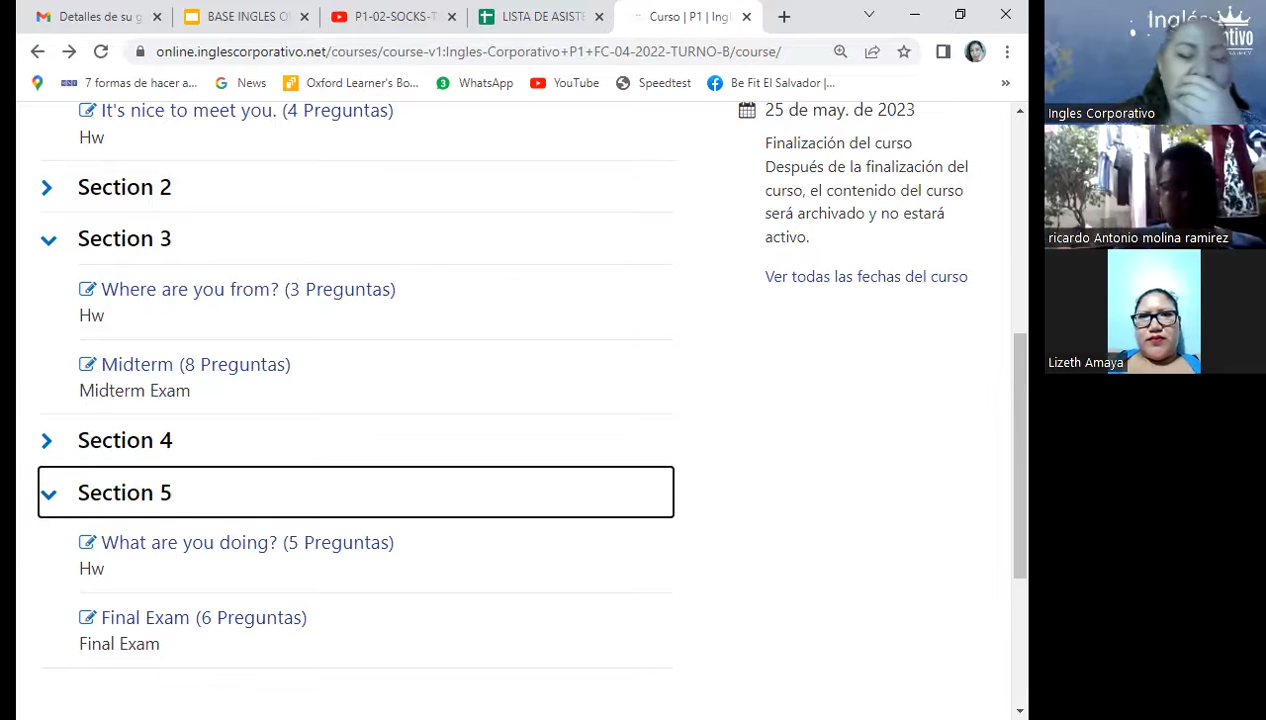 Detalles de su g
BASE INGLES O
P1-02-SOCKS-T
LISTA DE ASIST
Curso | P1 | Ingl
online.inglescorporativo.net/courses/course-v1:Ingles-Corporativo+P1+FC-04-2022-TURNO-B/course/
7 formas de hacer a...
News
Oxford Learner's Bo...
3 WhatsApp
YouTube
Speedtest
Be Fit El Salvador |...
»
It's nice to meet you. (4 Preguntas)
Hw
Section 2
Section 3
Where are you from? (3 Preguntas)
Hw
Midterm (8 Preguntas)
Midterm Exam
Section 4
Section 5
What are you doing? (5 Preguntas)
Hw
Final Exam (6 Preguntas)
Final Exam
25 de may. de 2023
Finalización del curso
Después de la finalización del
curso, el contenido del curso
será archivado y no estará
activo.
Ver todas las fechas del curso
Ingles Corporativo
ricardo Antonio molina ramirez
Lizeth Amaya